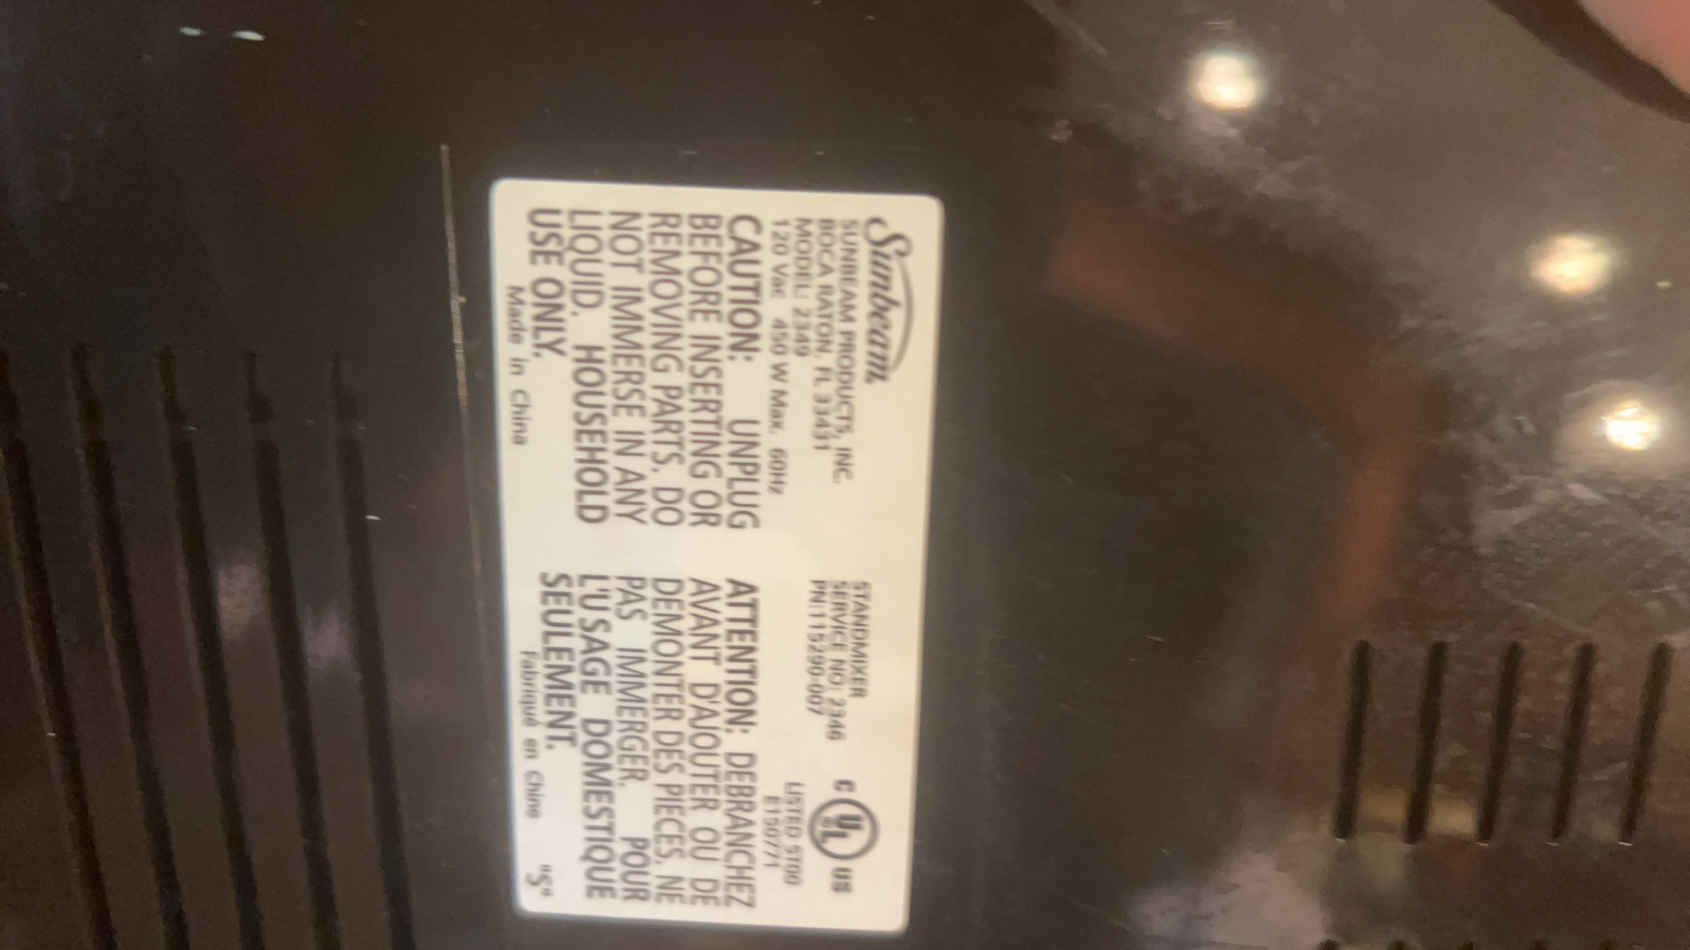 Sunbeam
SUNBEAM PRODUCTS, INC.
BOCA RATON, FL 33431
MODEL: 2349
120 Vac 450 W Max. 60Hz
STANDMIXER
SERVICE NO: 2346
PN:115290-007
C UL US
LISTED 5T00
E150771
CAUTION: UNPLUG
BEFORE INSERTING OR
REMOVING PARTS. DO
NOT IMMERSE IN ANY
LIQUID. HOUSEHOLD
USE ONLY.
Made in China
ATTENTION: DEBRANCHEZ
AVANT D'AJOUTER OU DE
DEMONTER DES PIECES. NE
PAS IMMERGER. POUR
L'USAGE DOMESTIQUE
SEULEMENT.
Fabriqué en Chine "S"